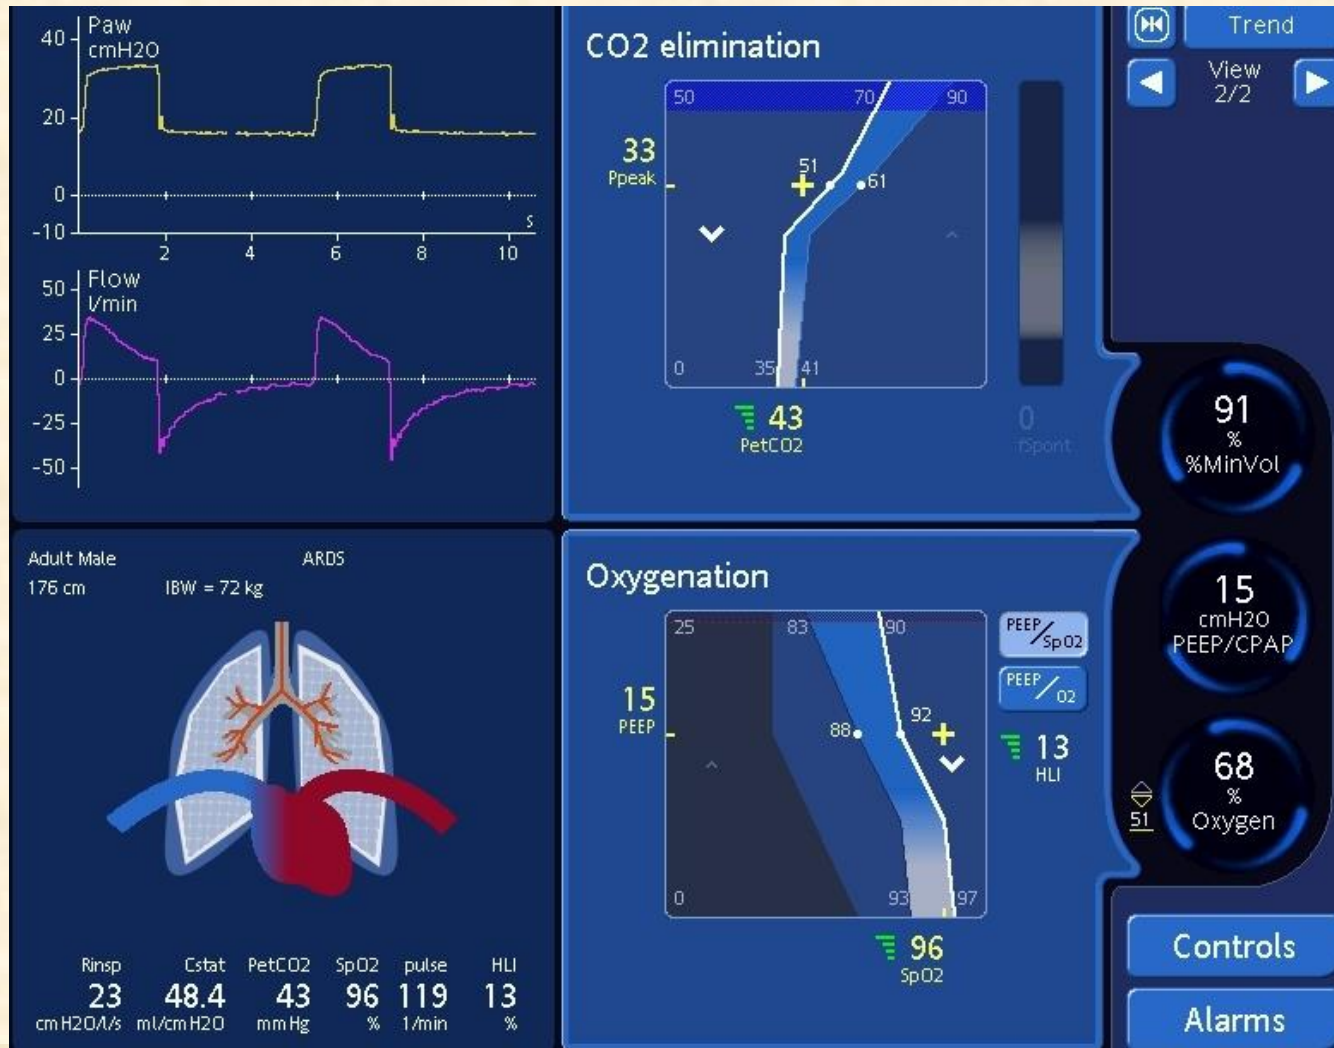 Paw
cmH2O
40
20
0
-10
2
4
6
8
10
s
Flow
l/min
50
25
0
-25
-50
CO2 elimination
50
70
90
33
Ppeak
51
61
0
35
41
43
PetCO2
0
fSpont
Trend
View
2/2
91
%
%MinVol
15
cmH2O
PEEP/CPAP
68
%
Oxygen
51
Controls
Alarms
Adult Male
ARDS
176 cm
IBW = 72 kg
Rinsp Cstat PetCO2 SpO2 pulse HLI
23 48.4 43 96 119 13
cmH2O/l/s ml/cmH2O mmHg % 1/min %
Oxygenation
25
83
90
PEEP/SpO2
PEEP/O2
15
PEEP
88
92
13
HLI
0
93
97
96
SpO2